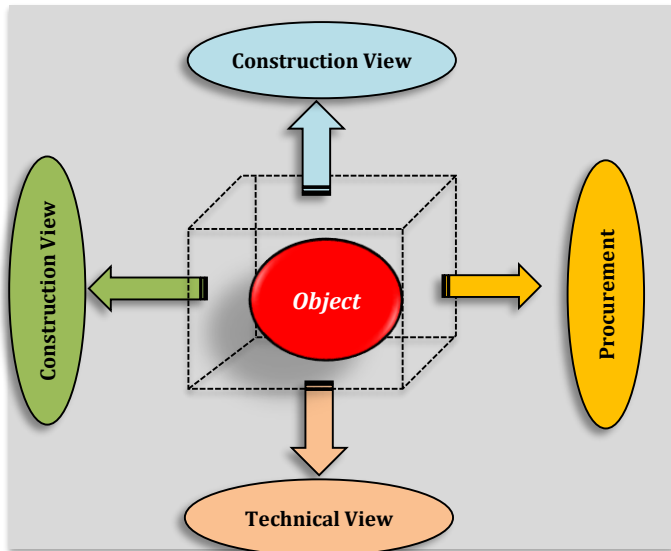 Construction View
Construction View
Object
Procurement
Technical View